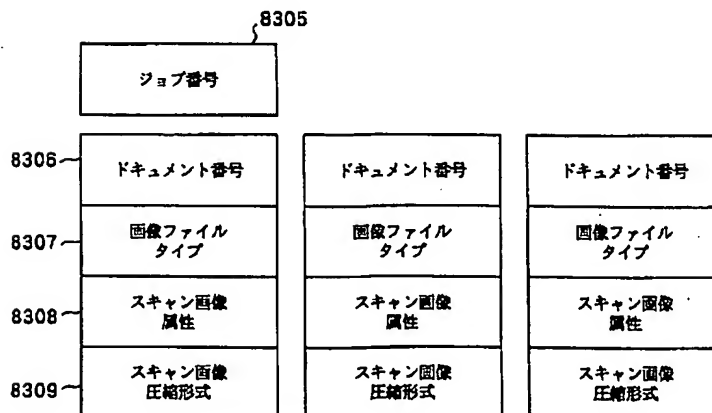 8305
ジョブ番号
8306 ドキュメント番号 ドキュメント番号 ドキュメント番号
8307 画像ファイル 画像ファイル 画像ファイル
タイプ タイプ タイプ
8308 スキャン画像 スキャン画像 スキャン画像
属性 属性 属性
8309 スキャン画像 スキャン画像 スキャン画像
圧縮形式 圧縮形式 圧縮形式